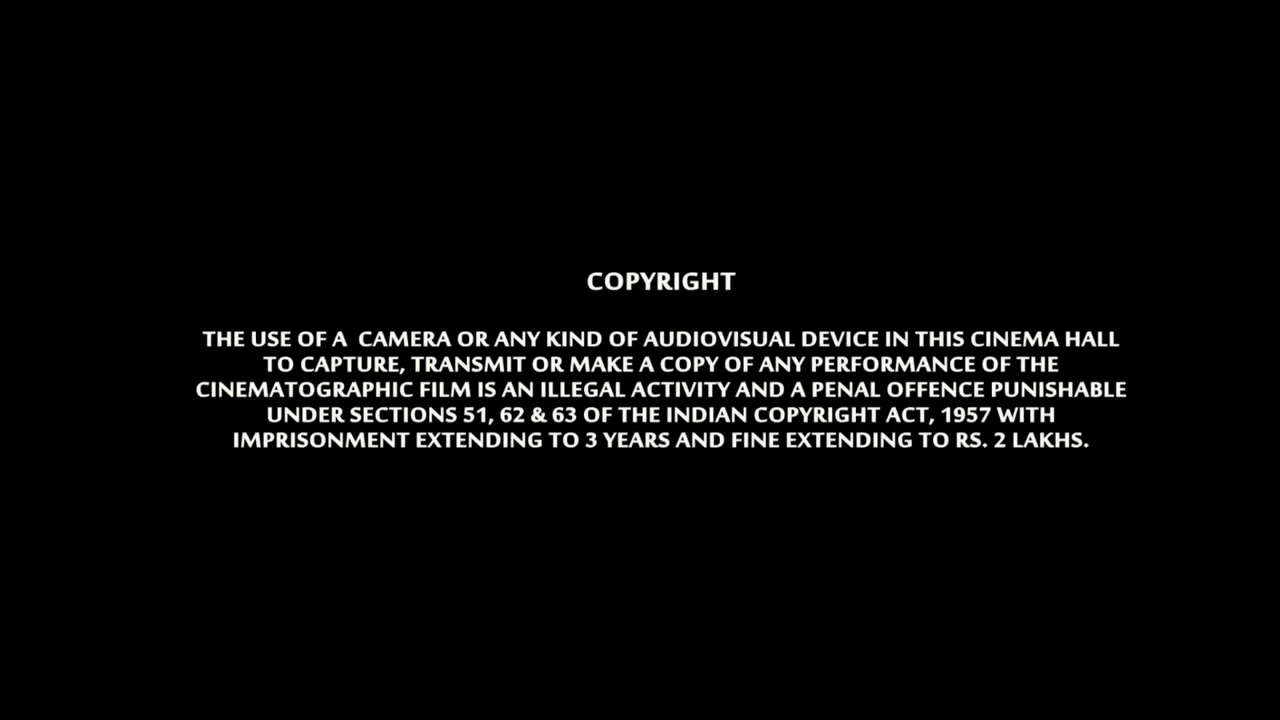 COPYRIGHT
THE USE OF A  CAMERA OR ANY KIND OF AUDIOVISUAL DEVICE IN THIS CINEMA HALL
TO CAPTURE, TRANSMIT OR MAKE A COPY OF ANY PERFORMANCE OF THE
CINEMATOGRAPHIC FILM IS AN ILLEGAL ACTIVITY AND A PENAL OFFENCE PUNISHABLE
UNDER SECTIONS 51, 62 & 63 OF THE INDIAN COPYRIGHT ACT, 1957 WITH
IMPRISONMENT EXTENDING TO 3 YEARS AND FINE EXTENDING TO RS. 2 LAKHS.